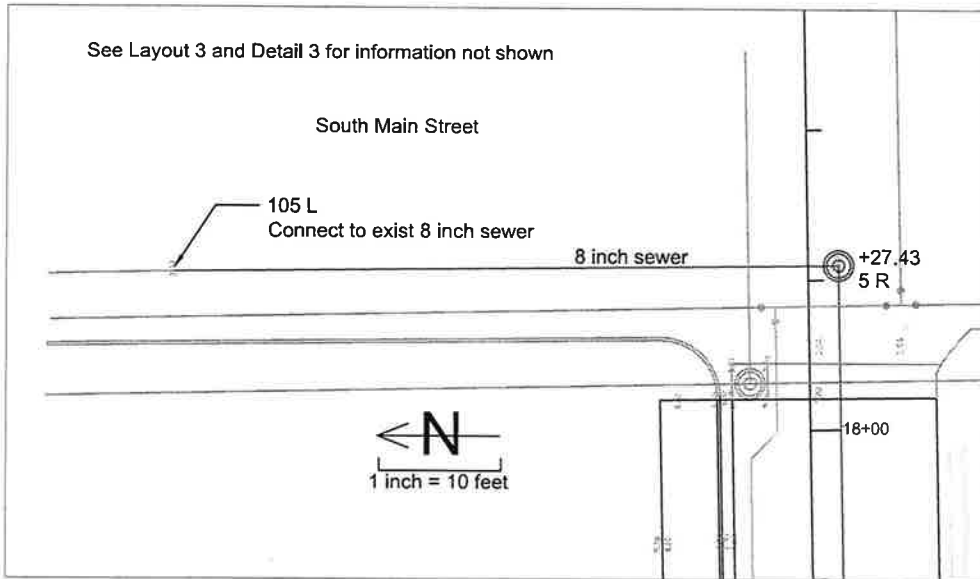 See Layout 3 and Detail 3 for information not shown
South Main Street
105 L
Connect to exist 8 inch sewer
8 inch sewer
+27.43
5 R
N
18+00
1 inch = 10 feet